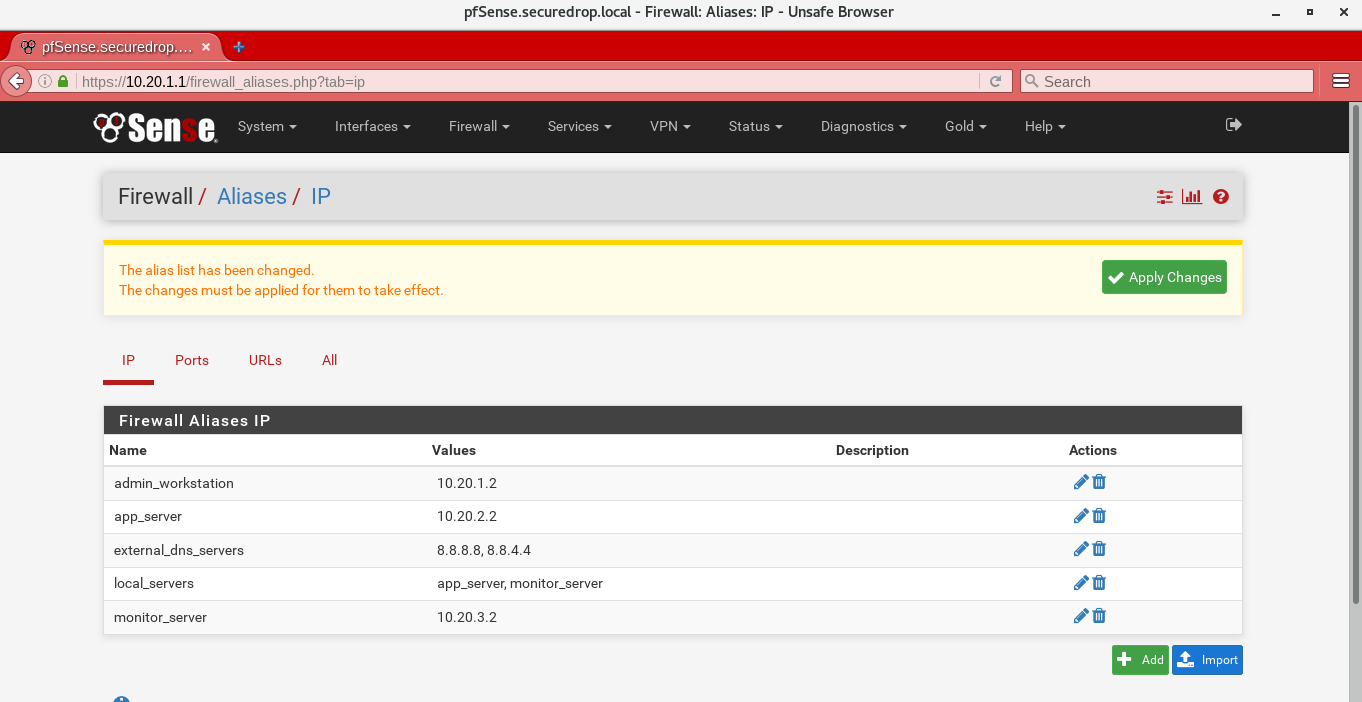 pfSense.securedrop.local - Firewall: Aliases: IP - Unsafe Browser
pfSense.securedrop.…
https://10.20.1.1/firewall_aliases.php?tab=ip
Search
Sense
System Interfaces Firewall Services VPN Status Diagnostics Gold Help
Firewall / Aliases / IP
The alias list has been changed.
The changes must be applied for them to take effect.
Apply Changes
IP Ports URLs All
Firewall Aliases IP
Name Values Description Actions
admin_workstation 10.20.1.2
app_server 10.20.2.2
external_dns_servers 8.8.8.8, 8.8.4.4
local_servers app_server, monitor_server
monitor_server 10.20.3.2
Add Import